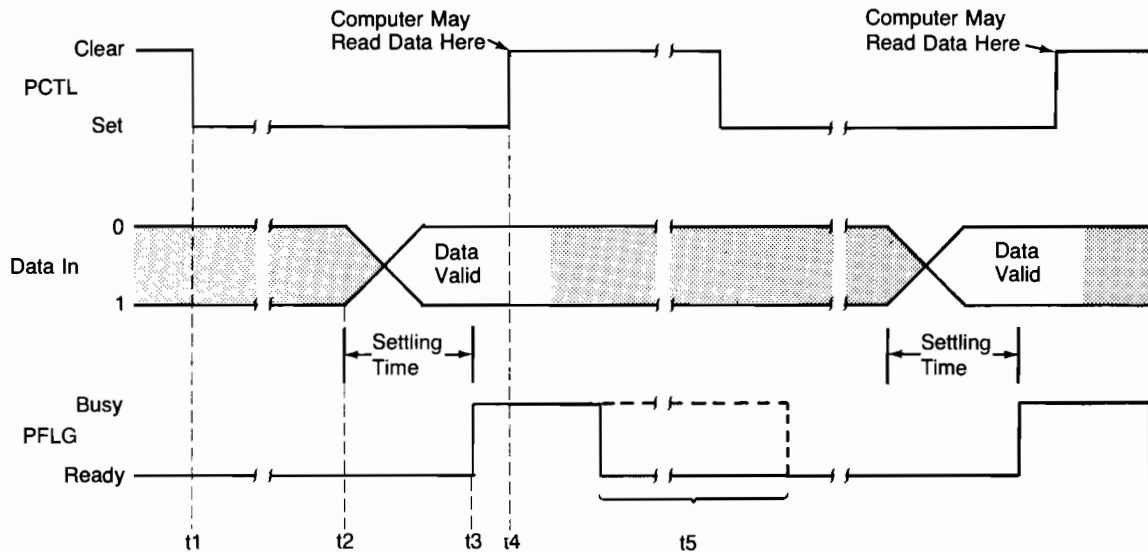 Computer May
Read Data Here
Computer May
Read Data Here
Clear
PCTL
Set
0
Data In
1
Data
Valid
Data
Valid
Settling
Time
Settling
Time
Busy
PFLG
Ready
t1
t2
t3
t4
t5